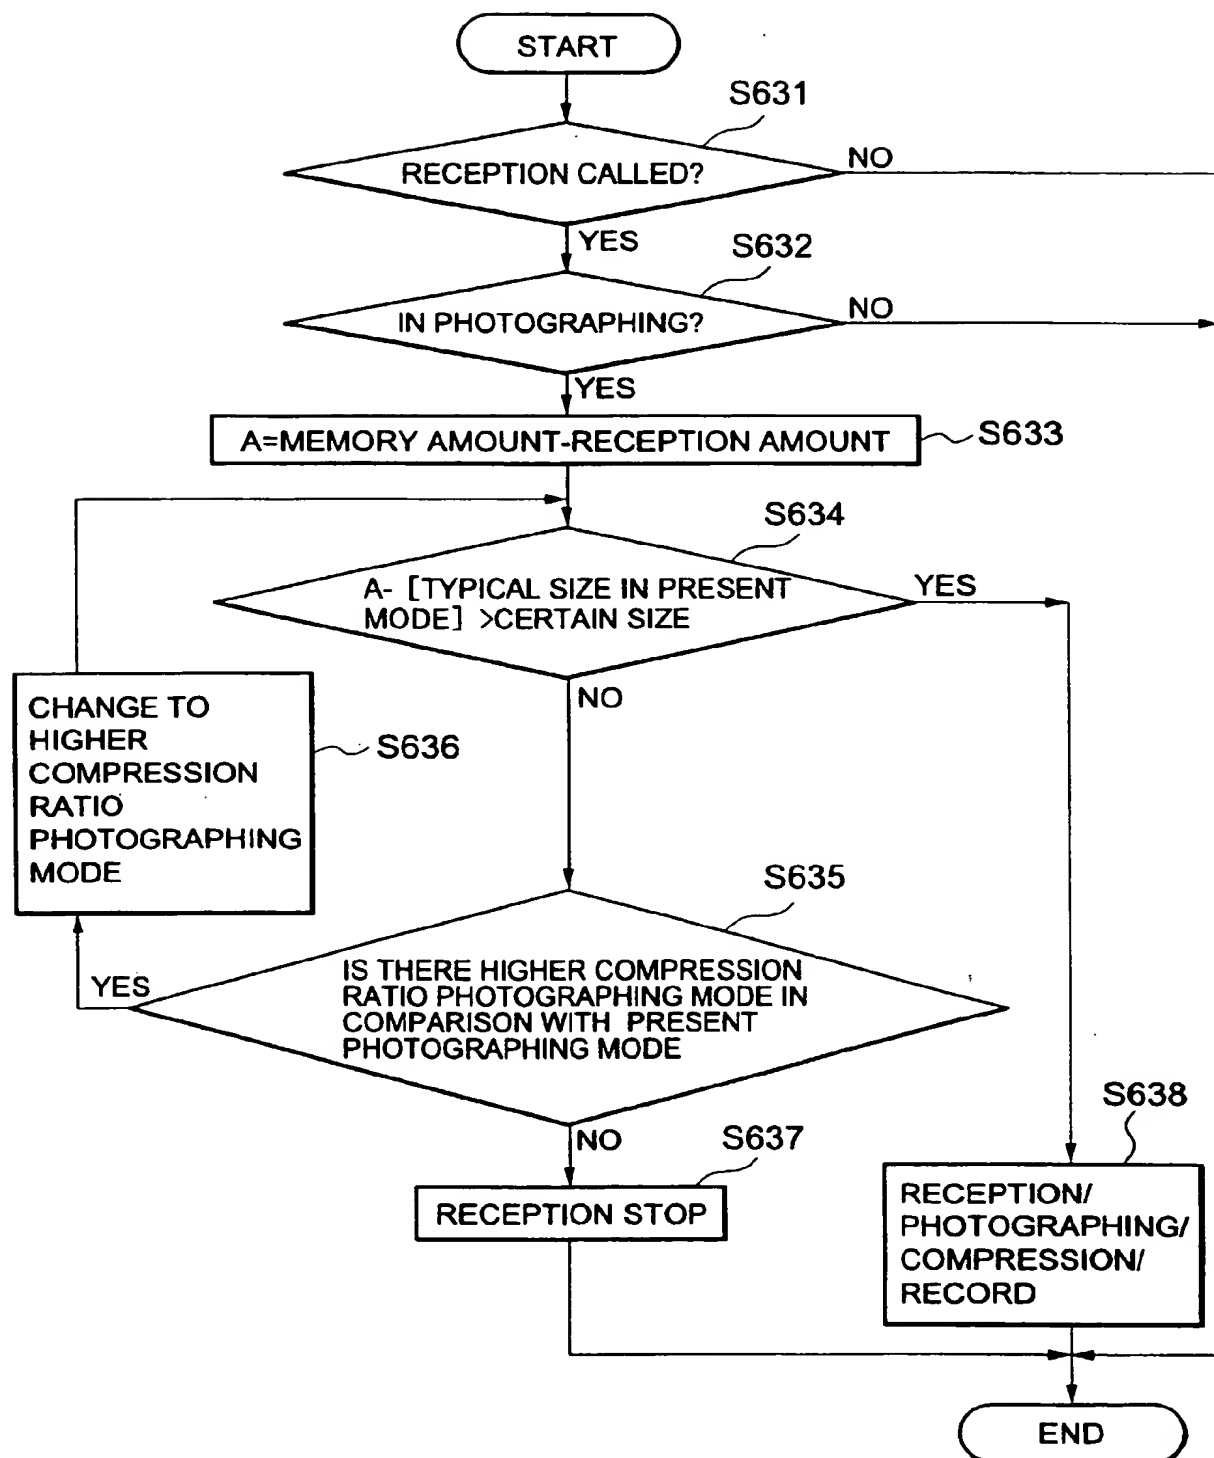 START
S631
RECEPTION CALLED?
NO
YES
S632
IN PHOTOGRAPHING?
NO
YES
A=MEMORY AMOUNT-RECEPTION AMOUNT
S633
S634
A- [TYPICAL SIZE IN PRESENT
MODE] >CERTAIN SIZE
YES
NO
CHANGE TO
HIGHER
COMPRESSION
RATIO
PHOTOGRAPHING
MODE
S636
S635
IS THERE HIGHER COMPRESSION
RATIO PHOTOGRAPHING MODE IN
COMPARISON WITH PRESENT
PHOTOGRAPHING MODE
YES
NO
S637
RECEPTION STOP
S638
RECEPTION/
PHOTOGRAPHING/
COMPRESSION/
RECORD
END